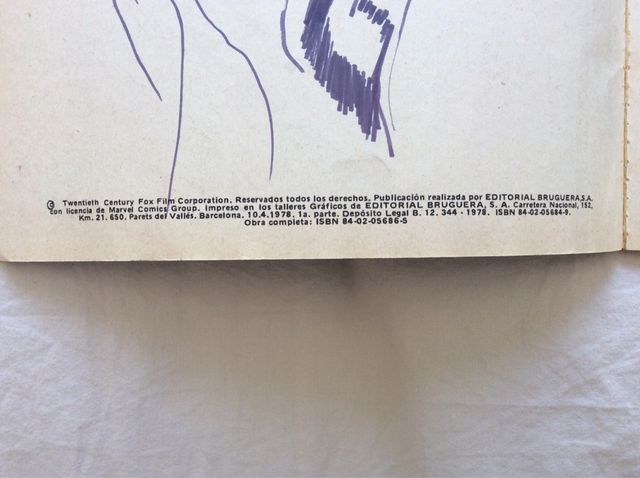 © Twentieth Century Fox Film Corporation. Reservados todos los derechos. Publicación realizada por EDITORIAL BRUGUERA,S.A.
con licencia de Marvel Comics Group. Impreso en los talleres Gráficos de EDITORIAL BRUGUERA, S. A. Carretera Nacional, 152,
Km. 21. 650. Parets del Vallés. Barcelona. 10.4.1978. 1a. parte. Depósito Legal B. 12. 344 - 1978. ISBN 84-02-05684-9.
Obra completa: ISBN 84-02-05686-5